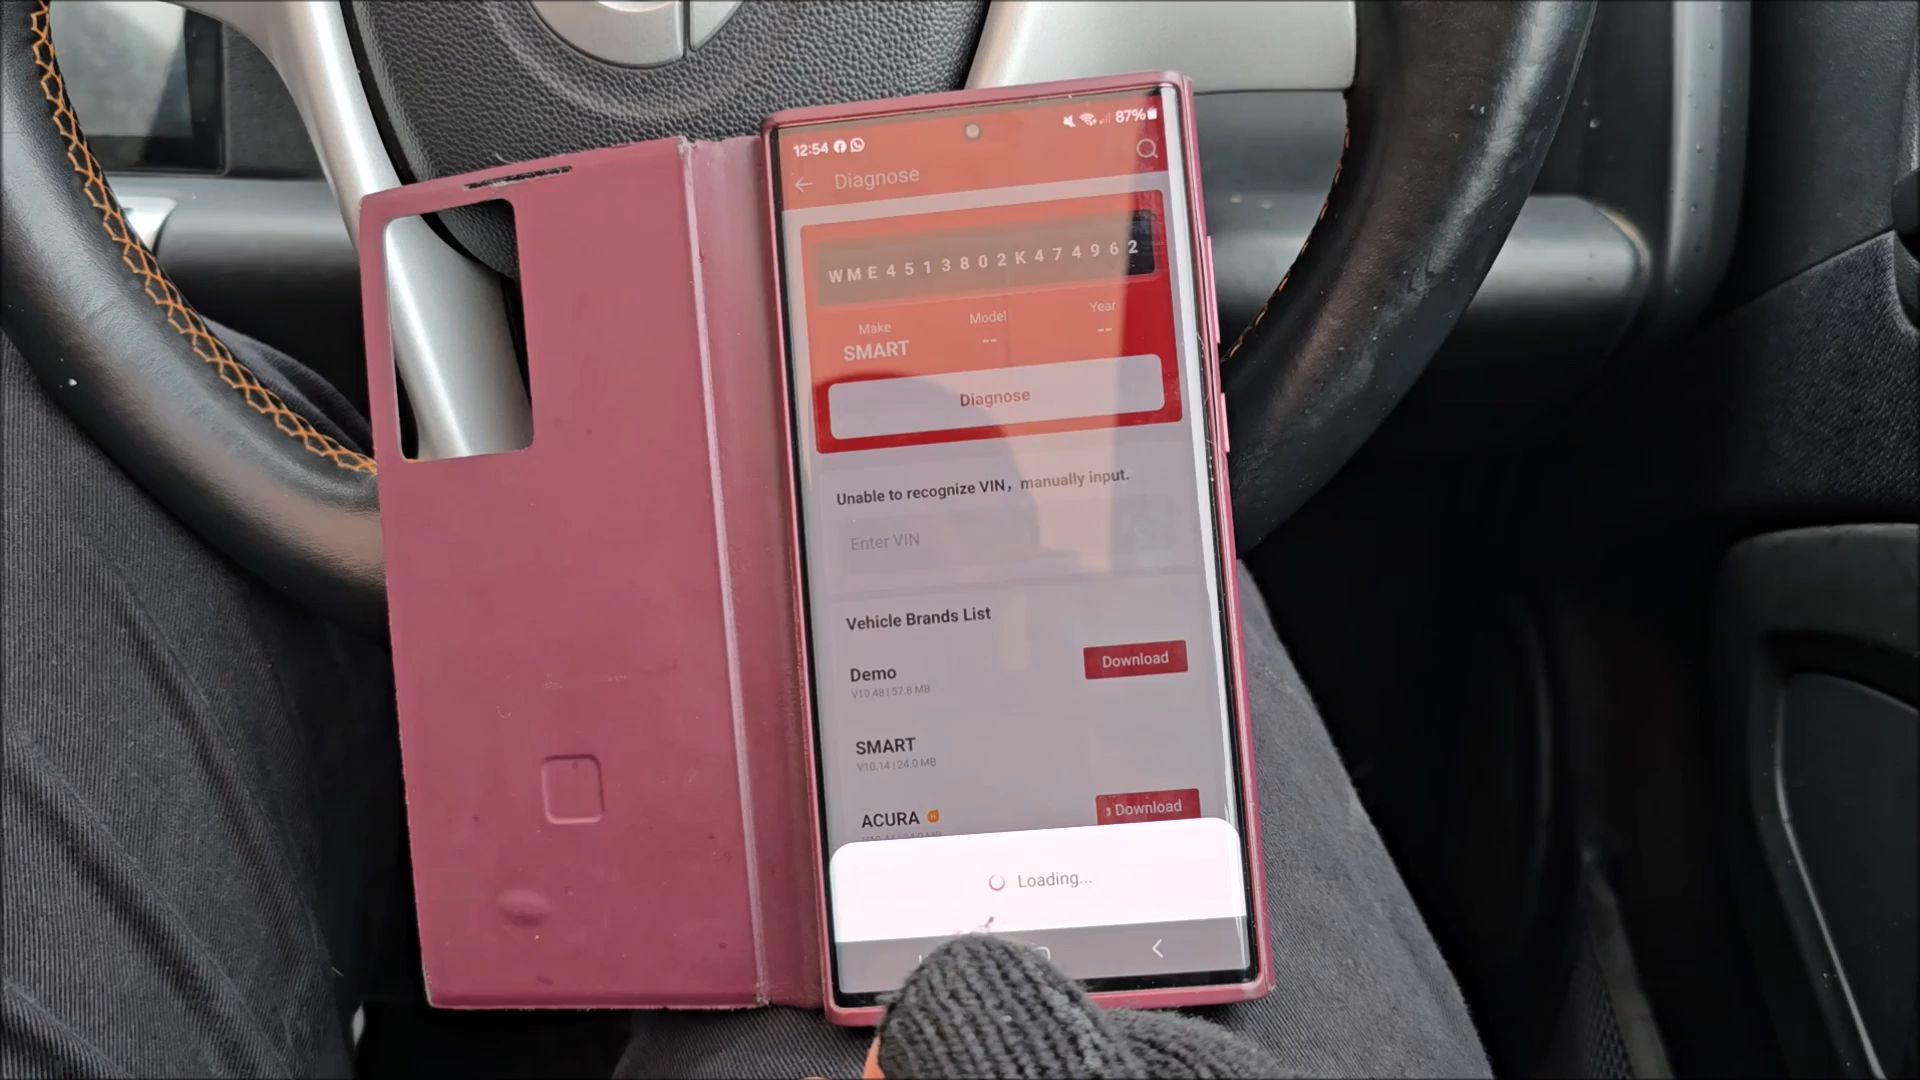 12:54
87%
Diagnose
WME4513802K474962
Make
Model
Year
SMART
--
--
Diagnose
Unable to recognize VIN，manually input.
Enter VIN
Vehicle Brands List
Demo
Download
V10.48 | 57.8 MB
SMART
V10.14 | 24.0 MB
ACURA
Download
Loading...